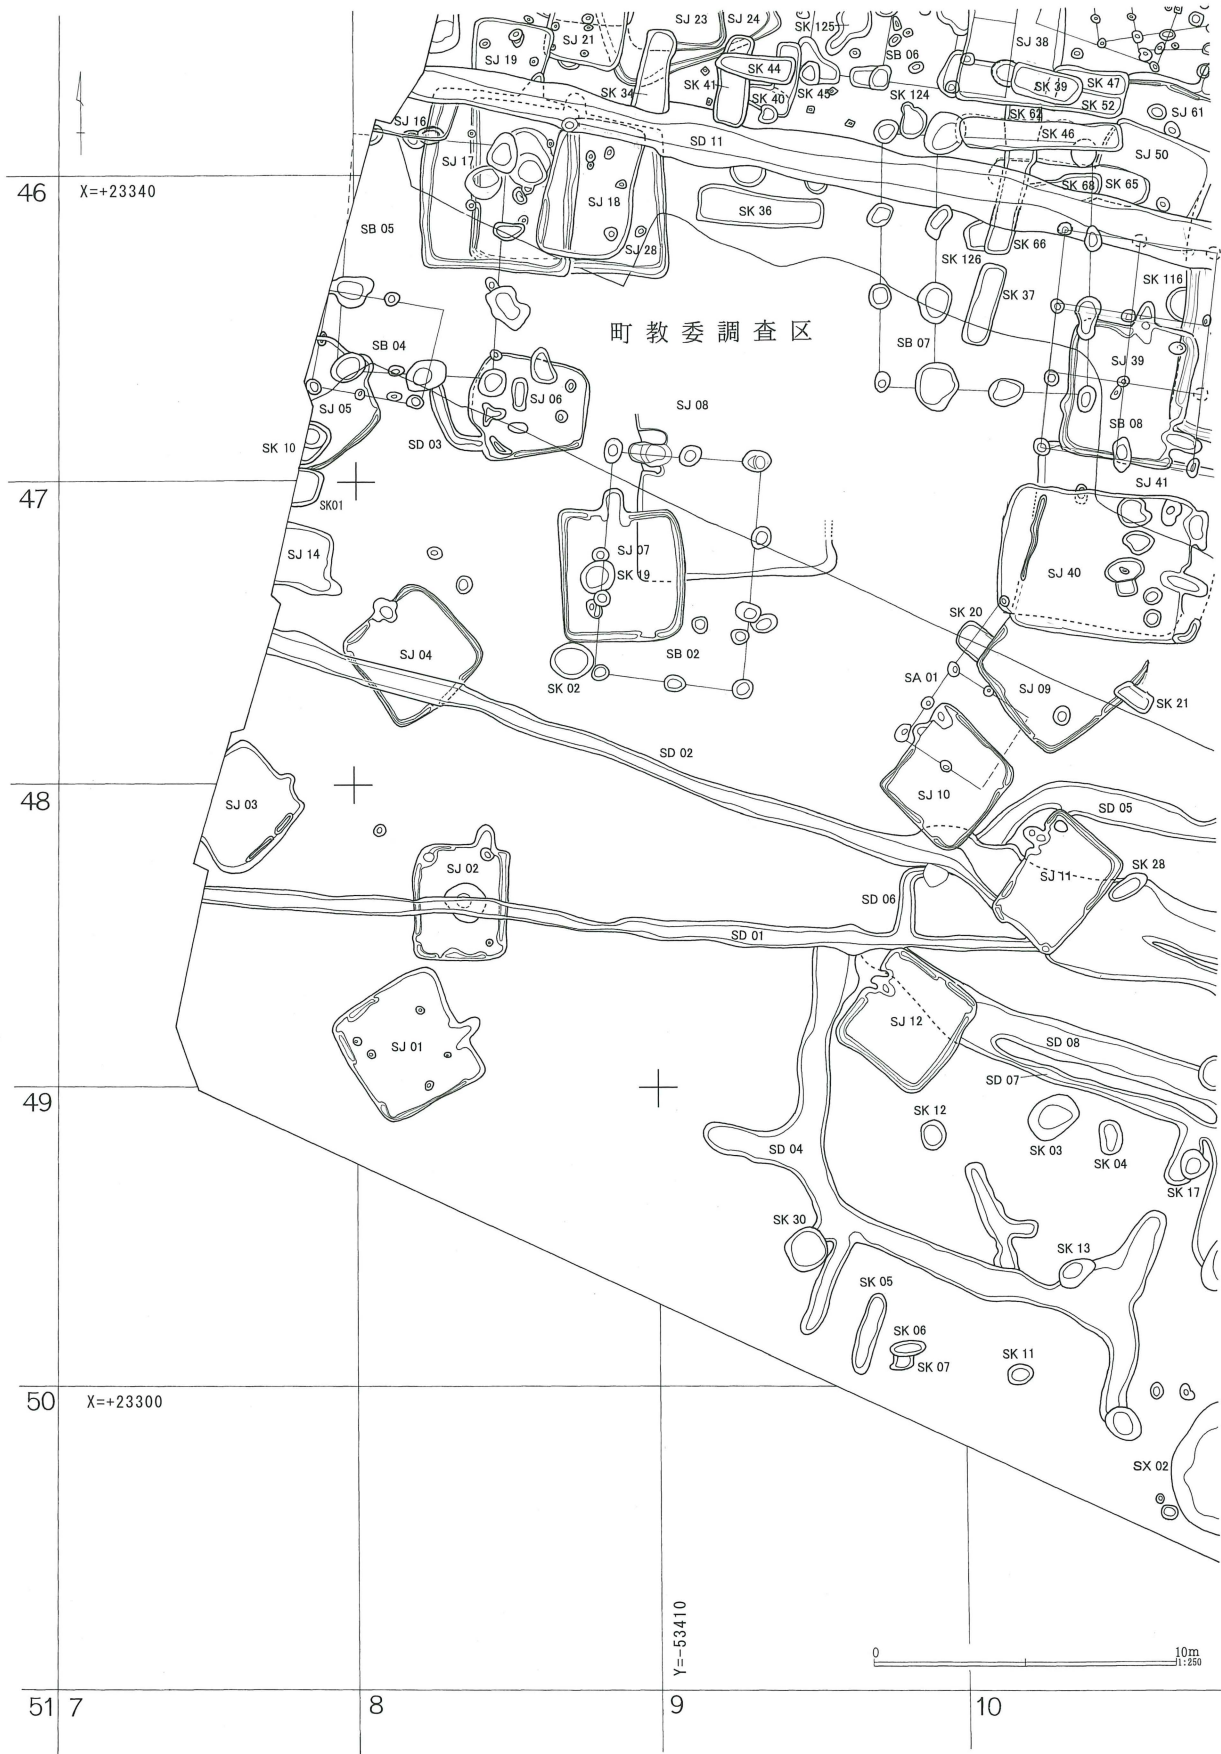 SJ 23
SJ 24
SK 125
SJ 21
SB 06
SJ 38
SJ 19
SK 44
SK 34
SK 41
SK 40
SK 45
SK 124
SK 39
SK 47
SK 52
SK 62
SJ 61
SJ 16
SD 11
SK 46
SJ 17
SJ 50
46
X=+23340
SK 68
SK 65
SJ 18
SK 36
SB 05
SJ 28
SK 126
SK 66
SK 37
SK 116
町教委調査区
SB 07
SB 04
SJ 39
SJ 05
SJ 06
SJ 08
SK 10
SD 03
SB 08
47
SK01
SJ 41
SJ 14
SJ 07
SK 19
SJ 40
SK 20
SJ 04
SK 02
SB 02
SA 01
SJ 09
SK 21
SD 02
48
SJ 03
SJ 10
SD 05
SJ 02
SJ 11
SK 28
SD 06
SD 01
SJ 12
SJ 01
SD 08
SD 07
49
SK 12
SD 04
SK 03
SK 04
SK 17
SK 30
SK 13
SK 05
SK 06
SK 07
SK 11
50
X=+23300
SX 02
Y=-53410
0
10m
1:250
51
7
8
9
10